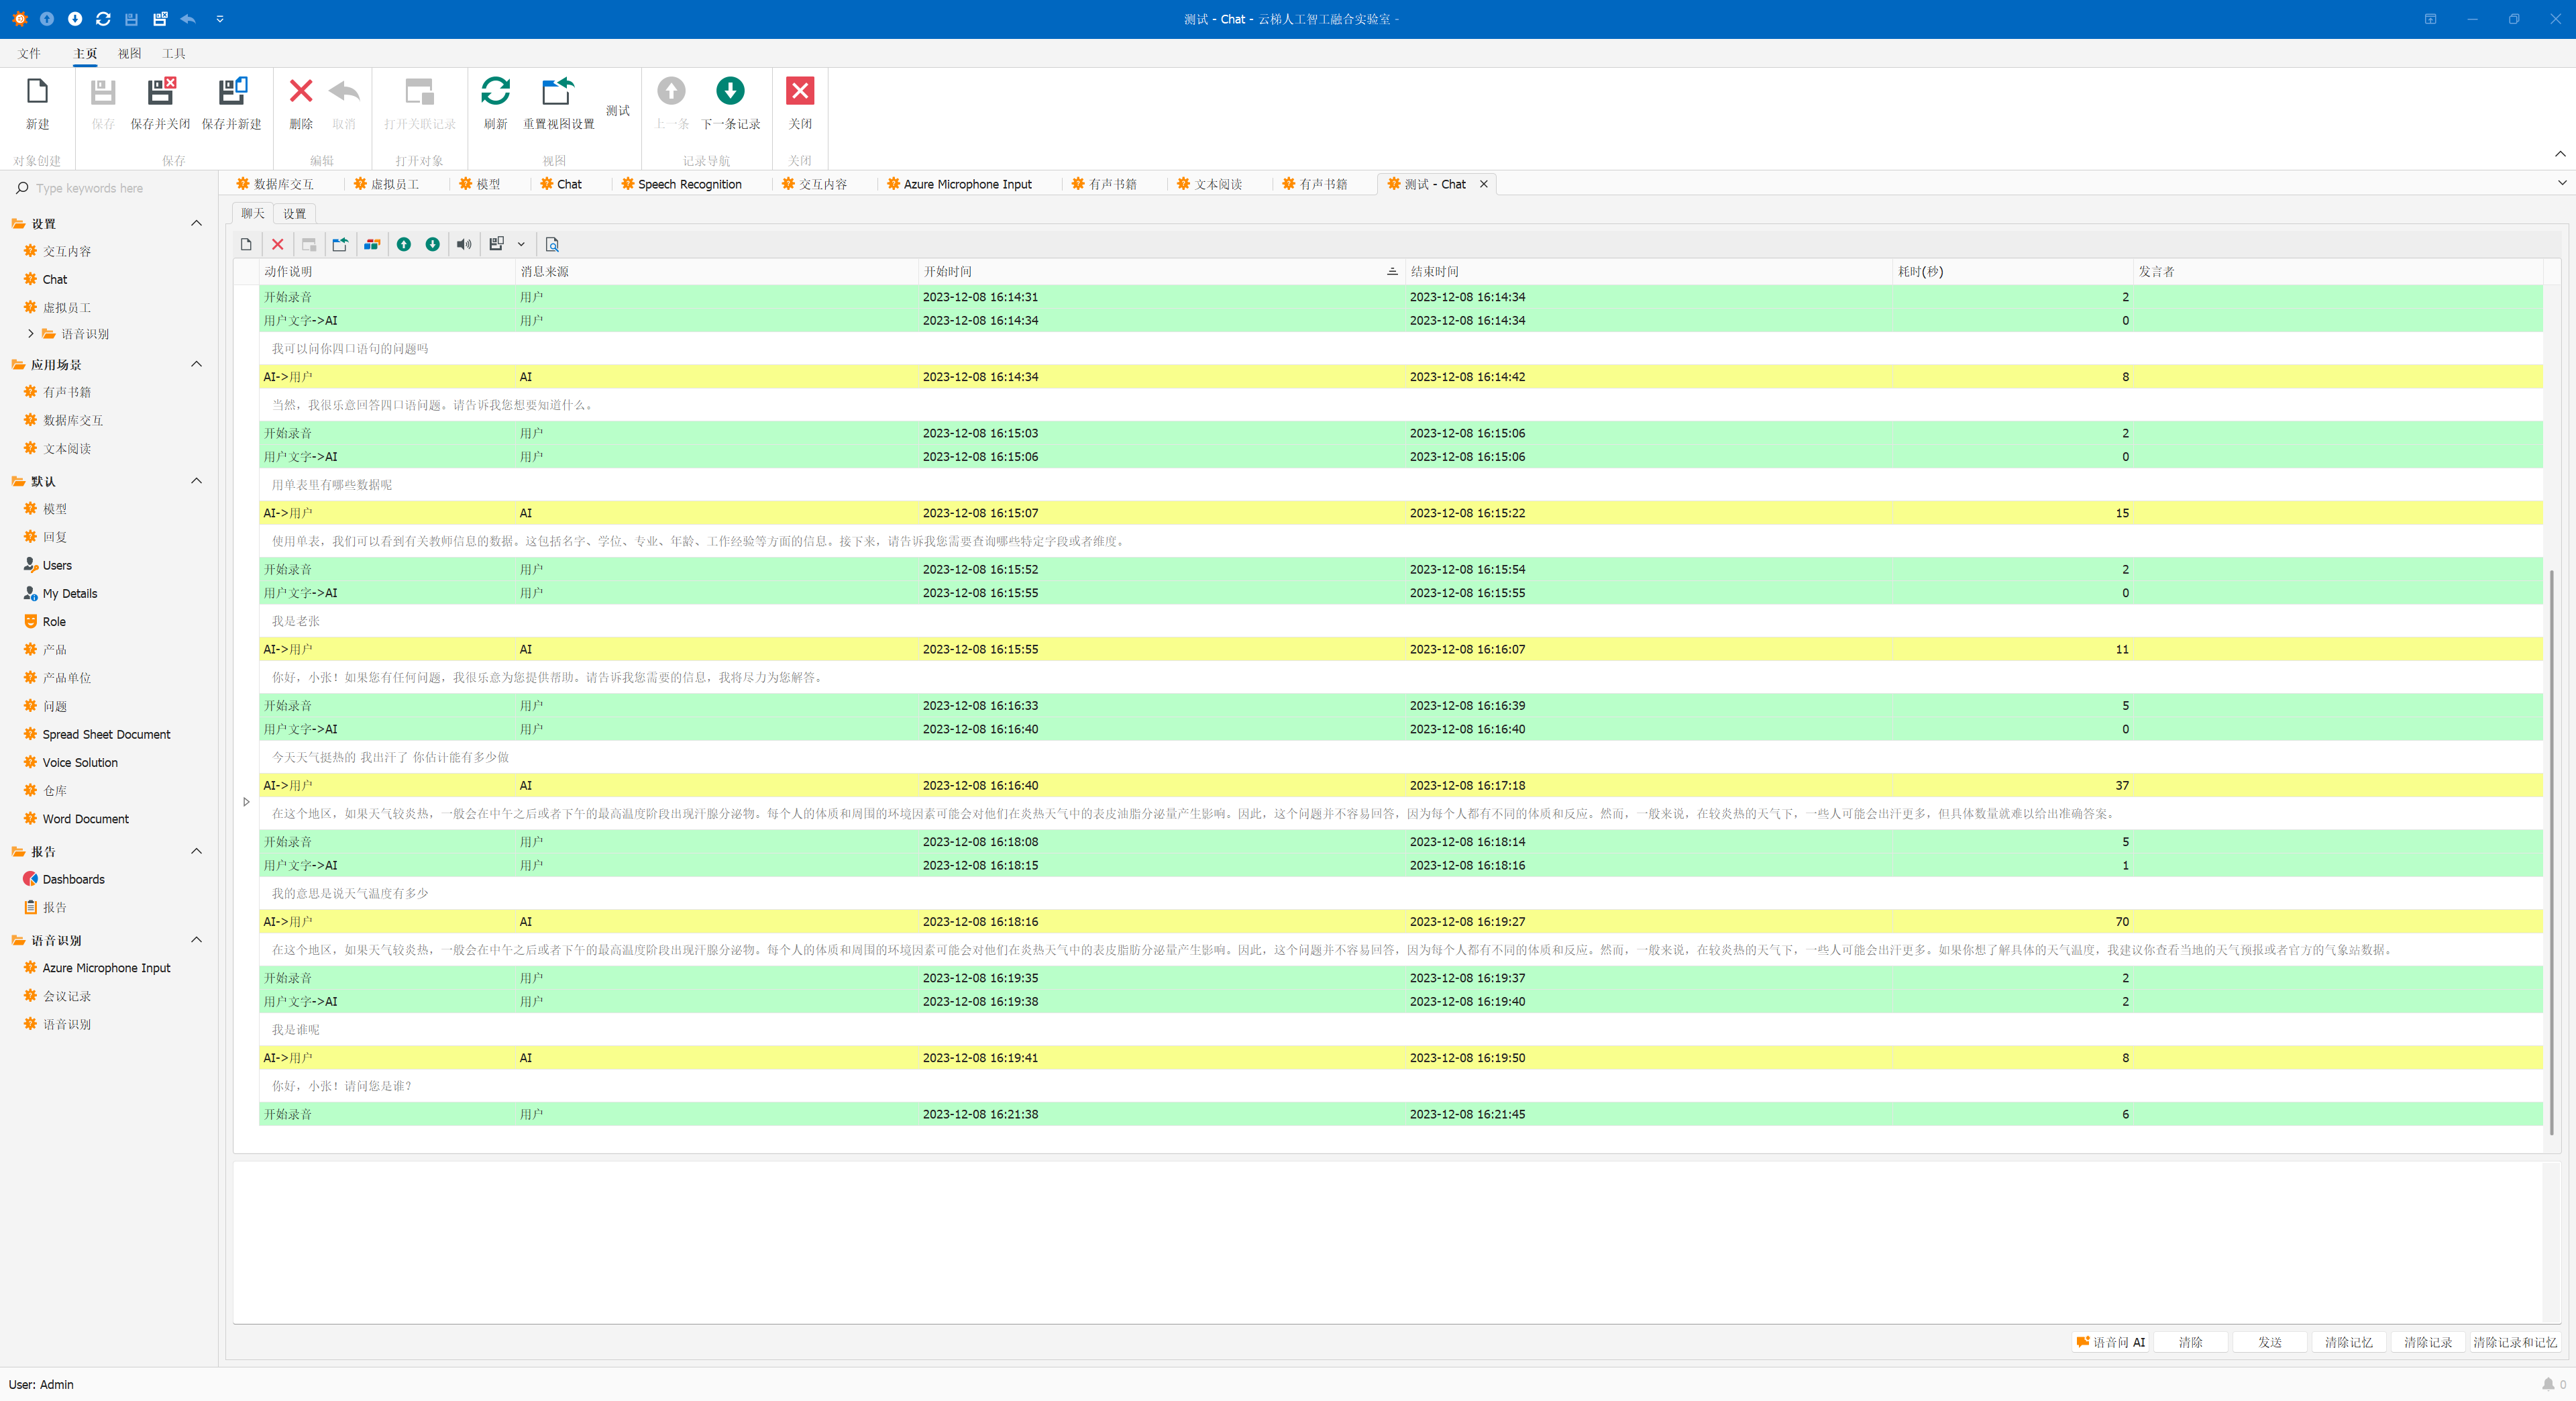 测试 - Chat - 云梯人工智工融合实验室 -
文件 主页 视图 工具
新建 保存 保存并关闭 保存并新建 删除 取消 打开关联记录 刷新 重置视图设置 测试 上一条 下一条记录 关闭
对象创建 保存 编辑 打开对象 视图 记录导航 关闭
Type keywords here
设置
交互内容
Chat
虚拟员工
语音识别
应用场景
有声书籍
数据库交互
文本阅读
默认
模型
回复
Users
My Details
Role
产品
产品单位
问题
Spread Sheet Document
Voice Solution
仓库
Word Document
报告
Dashboards
报告
语音识别
Azure Microphone Input
会议记录
语音识别
数据库交互 虚拟员工 模型 Chat Speech Recognition 交互内容 Azure Microphone Input 有声书籍 文本阅读 有声书籍 测试 - Chat
聊天 设置
动作说明 消息来源 开始时间 结束时间 耗时(秒) 发言者
开始录音 用户 2023-12-08 16:14:31 2023-12-08 16:14:34 2
用户文字->AI 用户 2023-12-08 16:14:34 2023-12-08 16:14:34 0
我可以问你四口语句的问题吗
AI->用户 AI 2023-12-08 16:14:34 2023-12-08 16:14:42 8
当然，我很乐意回答四口语问题。请告诉我您想要知道什么。
开始录音 用户 2023-12-08 16:15:03 2023-12-08 16:15:06 2
用户文字->AI 用户 2023-12-08 16:15:06 2023-12-08 16:15:06 0
用单表里有哪些数据呢
AI->用户 AI 2023-12-08 16:15:07 2023-12-08 16:15:22 15
使用单表，我们可以看到有关教师信息的数据。这包括名字、学位、专业、年龄、工作经验等方面的信息。接下来，请告诉我您需要查询哪些特定字段或者维度。
开始录音 用户 2023-12-08 16:15:52 2023-12-08 16:15:54 2
用户文字->AI 用户 2023-12-08 16:15:55 2023-12-08 16:15:55 0
我是老张
AI->用户 AI 2023-12-08 16:15:55 2023-12-08 16:16:07 11
你好，小张！如果您有任何问题，我很乐意为您提供帮助。请告诉我您需要的信息，我将尽力为您解答。
开始录音 用户 2023-12-08 16:16:33 2023-12-08 16:16:39 5
用户文字->AI 用户 2023-12-08 16:16:40 2023-12-08 16:16:40 0
今天天气挺热的 我出汗了 你估计能有多少做
AI->用户 AI 2023-12-08 16:16:40 2023-12-08 16:17:18 37
在这个地区，如果天气较炎热，一般会在中午之后或者下午的最高温度阶段出现汗腺分泌物。每个人的体质和周围的环境因素可能会对他们在炎热天气中的表皮油脂分泌量产生影响。因此，这个问题并不容易回答，因为每个人都有不同的体质和反应。然而，一般来说，在较炎热的天气下，一些人可能会出汗更多，但具体数量就难以给出准确答案。
开始录音 用户 2023-12-08 16:18:08 2023-12-08 16:18:14 5
用户文字->AI 用户 2023-12-08 16:18:15 2023-12-08 16:18:16 1
我的意思是说天气温度有多少
AI->用户 AI 2023-12-08 16:18:16 2023-12-08 16:19:27 70
在这个地区，如果天气较炎热，一般会在中午之后或者下午的最高温度阶段出现汗腺分泌物。每个人的体质和周围的环境因素可能会对他们在炎热天气中的表皮脂肪分泌量产生影响。因此，这个问题并不容易回答，因为每个人都有不同的体质和反应。然而，一般来说，在较炎热的天气下，一些人可能会出汗更多。如果你想了解具体的天气温度，我建议你查看当地的天气预报或者官方的气象站数据。
开始录音 用户 2023-12-08 16:19:35 2023-12-08 16:19:37 2
用户文字->AI 用户 2023-12-08 16:19:38 2023-12-08 16:19:40 2
我是谁呢
AI->用户 AI 2023-12-08 16:19:41 2023-12-08 16:19:50 8
你好，小张！请问您是谁？
开始录音 用户 2023-12-08 16:21:38 2023-12-08 16:21:45 6
语音问 AI 清除 发送 清除记忆 清除记录 清除记录和记忆
User: Admin 0